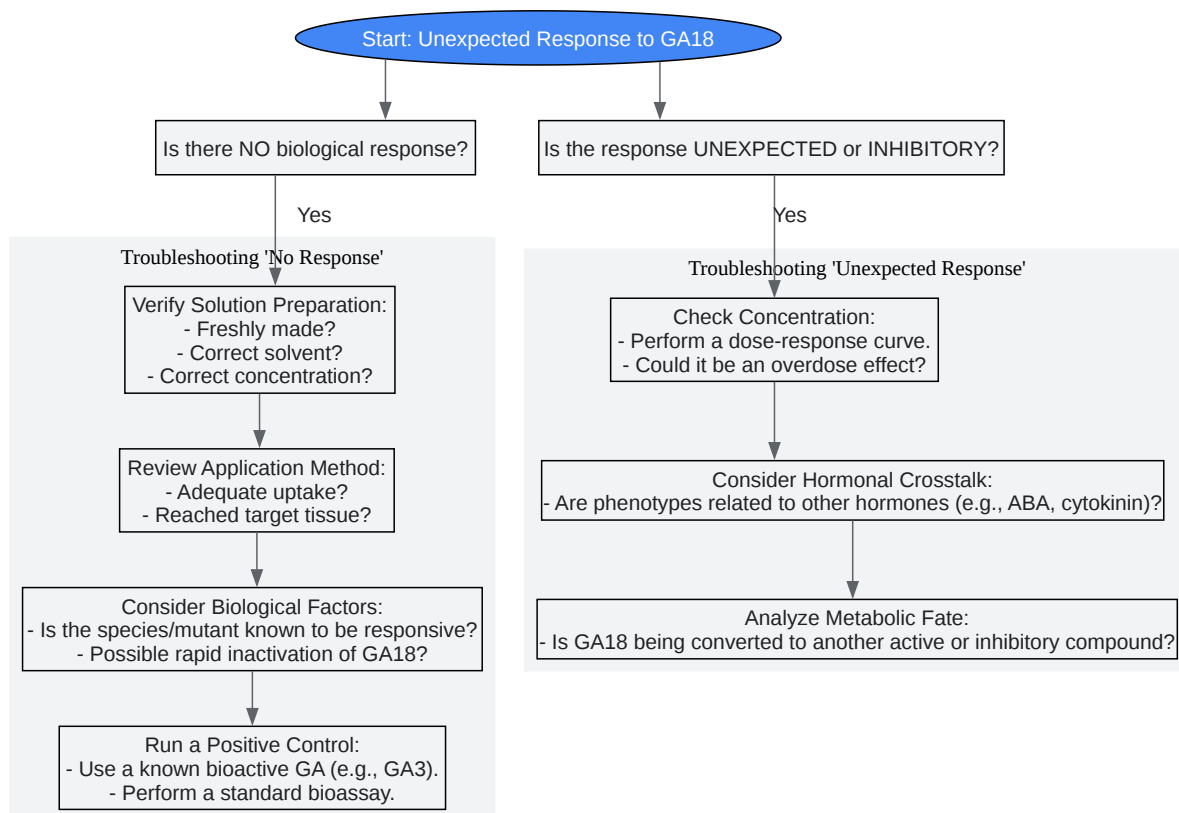 Start: Unexpected Response to GA18
Is there NO biological response?
Is the response UNEXPECTED or INHIBITORY?
Yes
Yes
Troubleshooting 'No Response'
Verify Solution Preparation:
- Freshly made?
- Correct solvent?
- Correct concentration?
Review Application Method:
- Adequate uptake?
- Reached target tissue?
Consider Biological Factors:
- Is the species/mutant known to be responsive?
- Possible rapid inactivation of GA18?
Run a Positive Control:
- Use a known bioactive GA (e.g., GA3).
- Perform a standard bioassay.
Troubleshooting 'Unexpected Response'
Check Concentration:
- Perform a dose-response curve.
- Could it be an overdose effect?
Consider Hormonal Crosstalk:
- Are phenotypes related to other hormones (e.g., ABA, cytokinin)?
Analyze Metabolic Fate:
- Is GA18 being converted to another active or inhibitory compound?